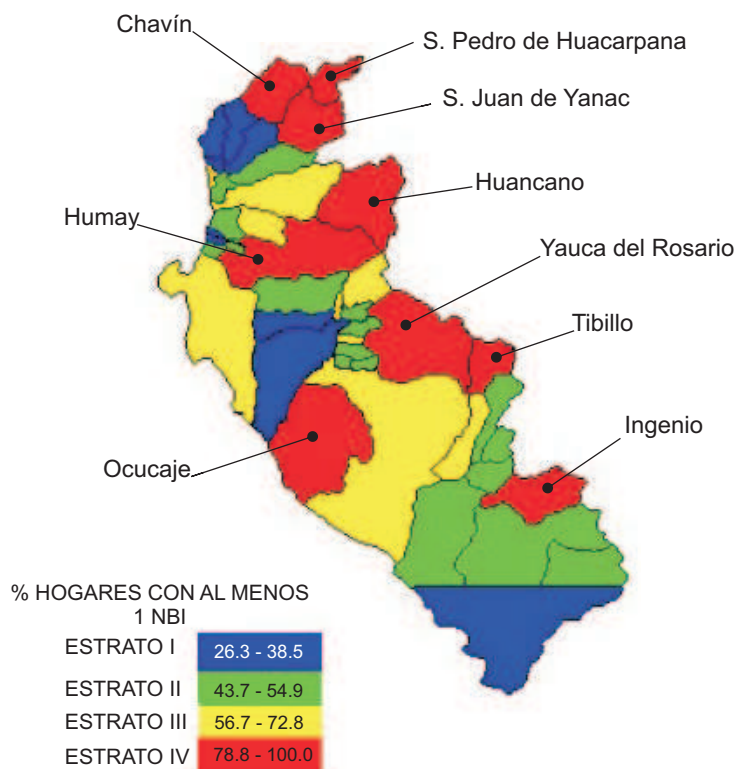 Chavín
S. Pedro de Huacarpana
S. Juan de Yanac
Huancano
Humay
Yauca del Rosario
Tibillo
Ingenio
Ocucaje
% HOGARES CON AL MENOS
1 NBI
ESTRATO I 26.3 - 38.5
ESTRATO II 43.7 - 54.9
ESTRATO III 56.7 - 72.8
ESTRATO IV 78.8 - 100.0